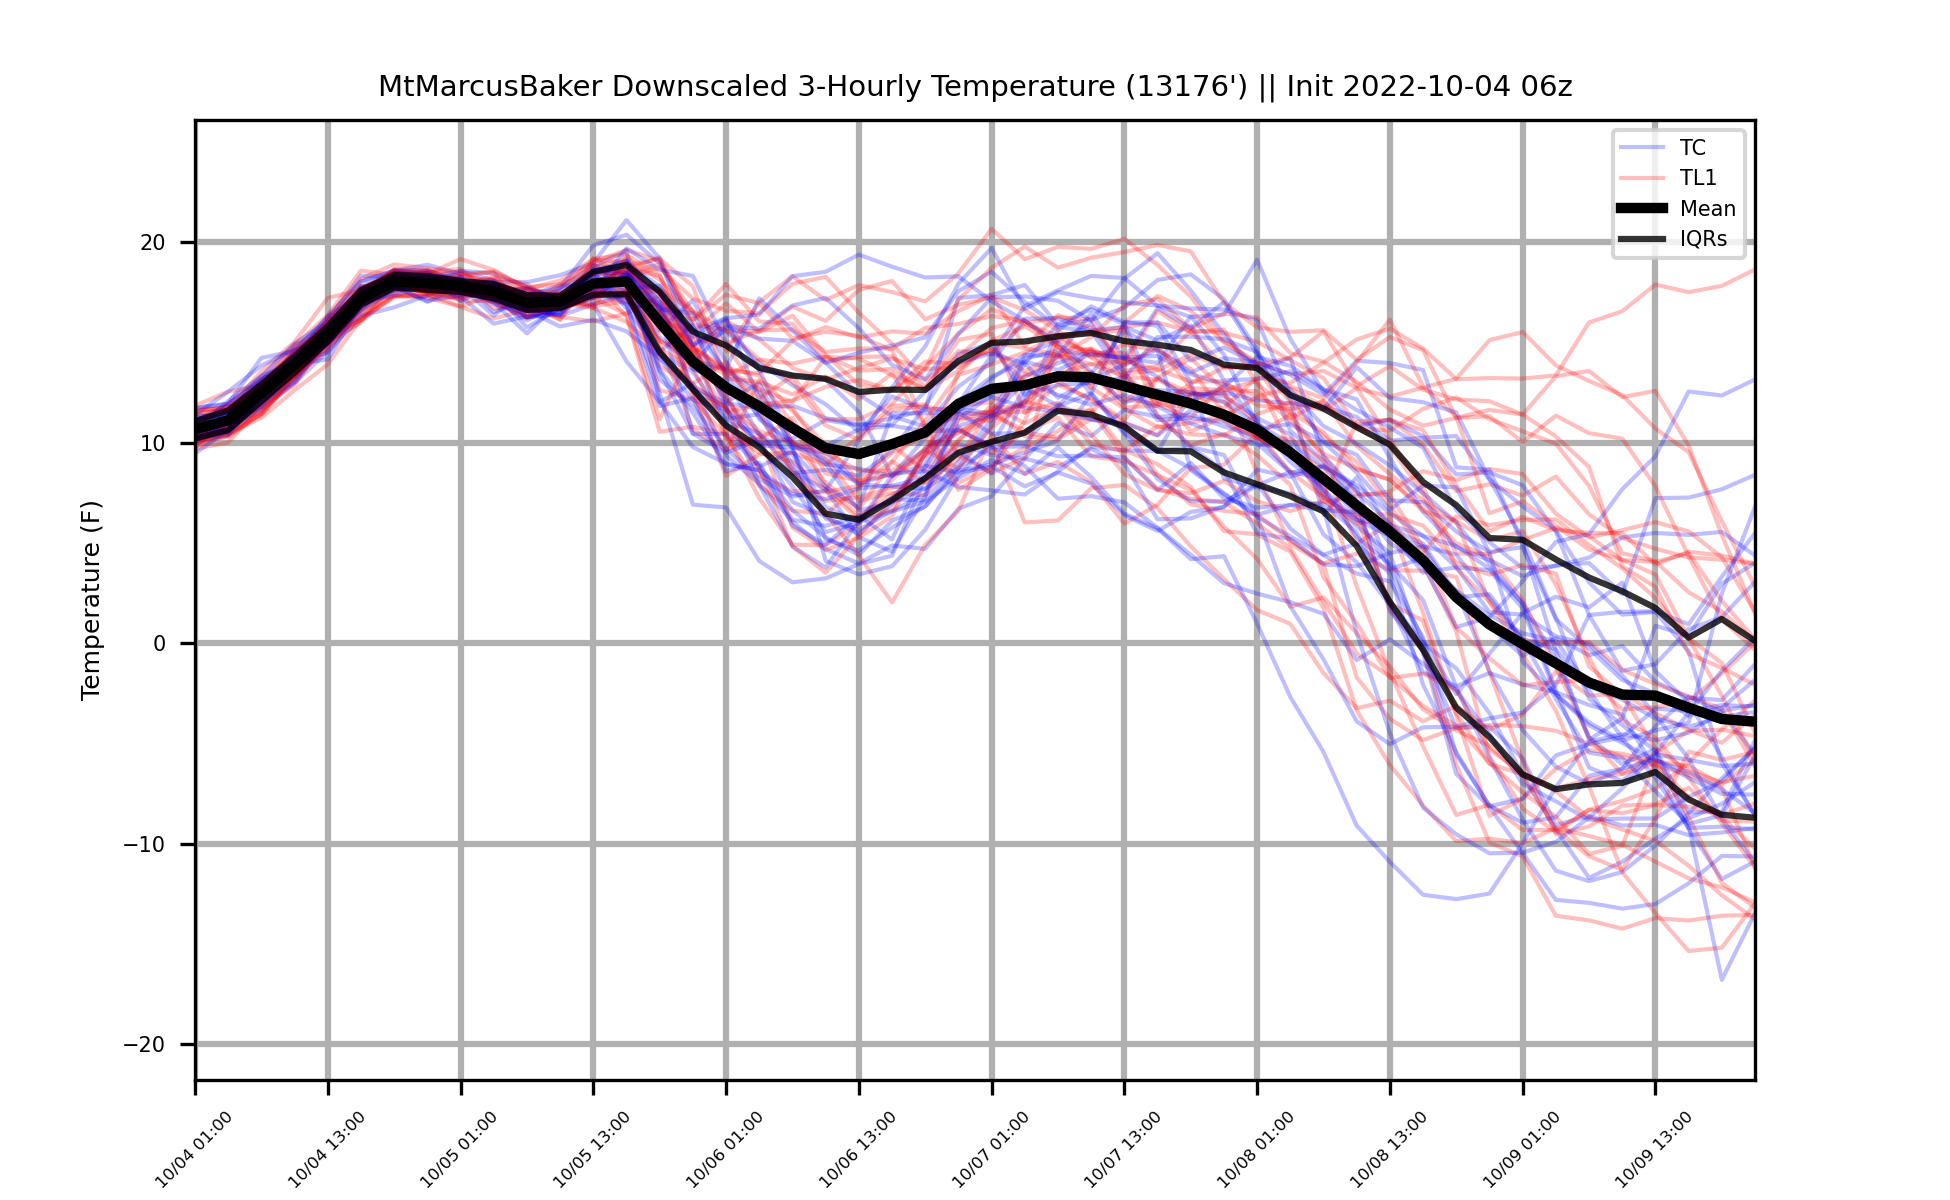 MtMarcusBaker Downscaled 3-Hourly Temperature (13176') || Init 2022-10-04 06z
TC
TL1
Mean
IQRs
Temperature (F)
20
10
0
−10
−20
10/04 01:00
10/04 13:00
10/05 01:00
10/05 13:00
10/06 01:00
10/06 13:00
10/07 01:00
10/07 13:00
10/08 01:00
10/08 13:00
10/09 01:00
10/09 13:00